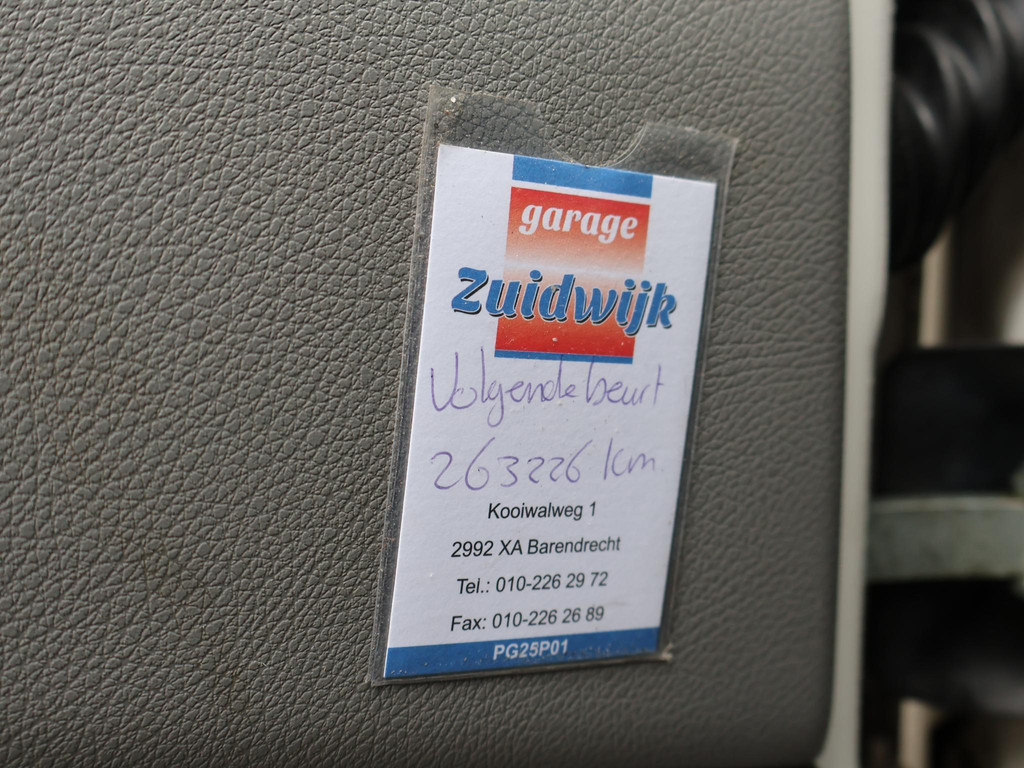 garage
Zuidwijk
Volgende beurt
263226 km
Kooiwalweg 1
2992 XA Barendrecht
Tel.: 010-226 29 72
Fax: 010-226 26 89
PG25P01